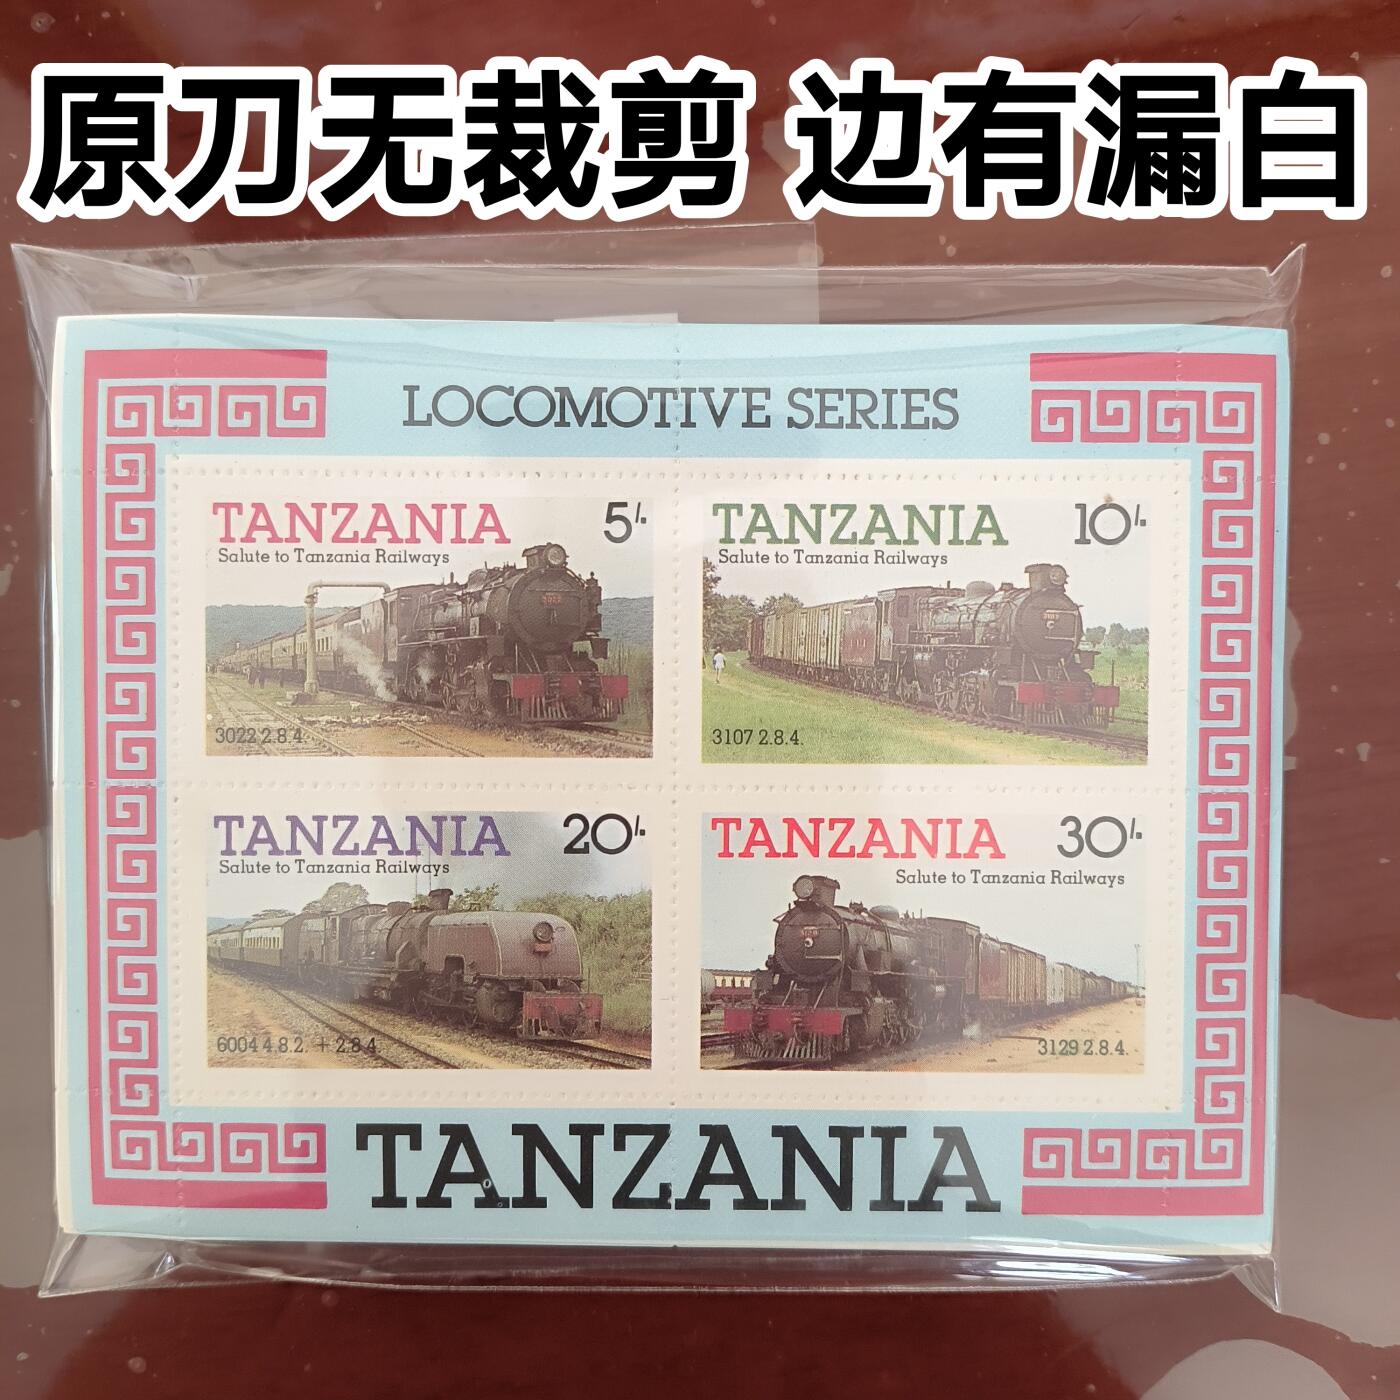 原刀无裁剪 边有漏白
LOCOMOTIVE SERIES
TANZANIA 5/-
Salute to Tanzania Railways
3022 2.8.4.
TANZANIA 10/-
Salute to Tanzania Railways
3107 2.8.4.
TANZANIA 20/-
Salute to Tanzania Railways
6004 4.8.2. + 2.8.4
TANZANIA 30/-
Salute to Tanzania Railways
3129 2.8.4.
TANZANIA